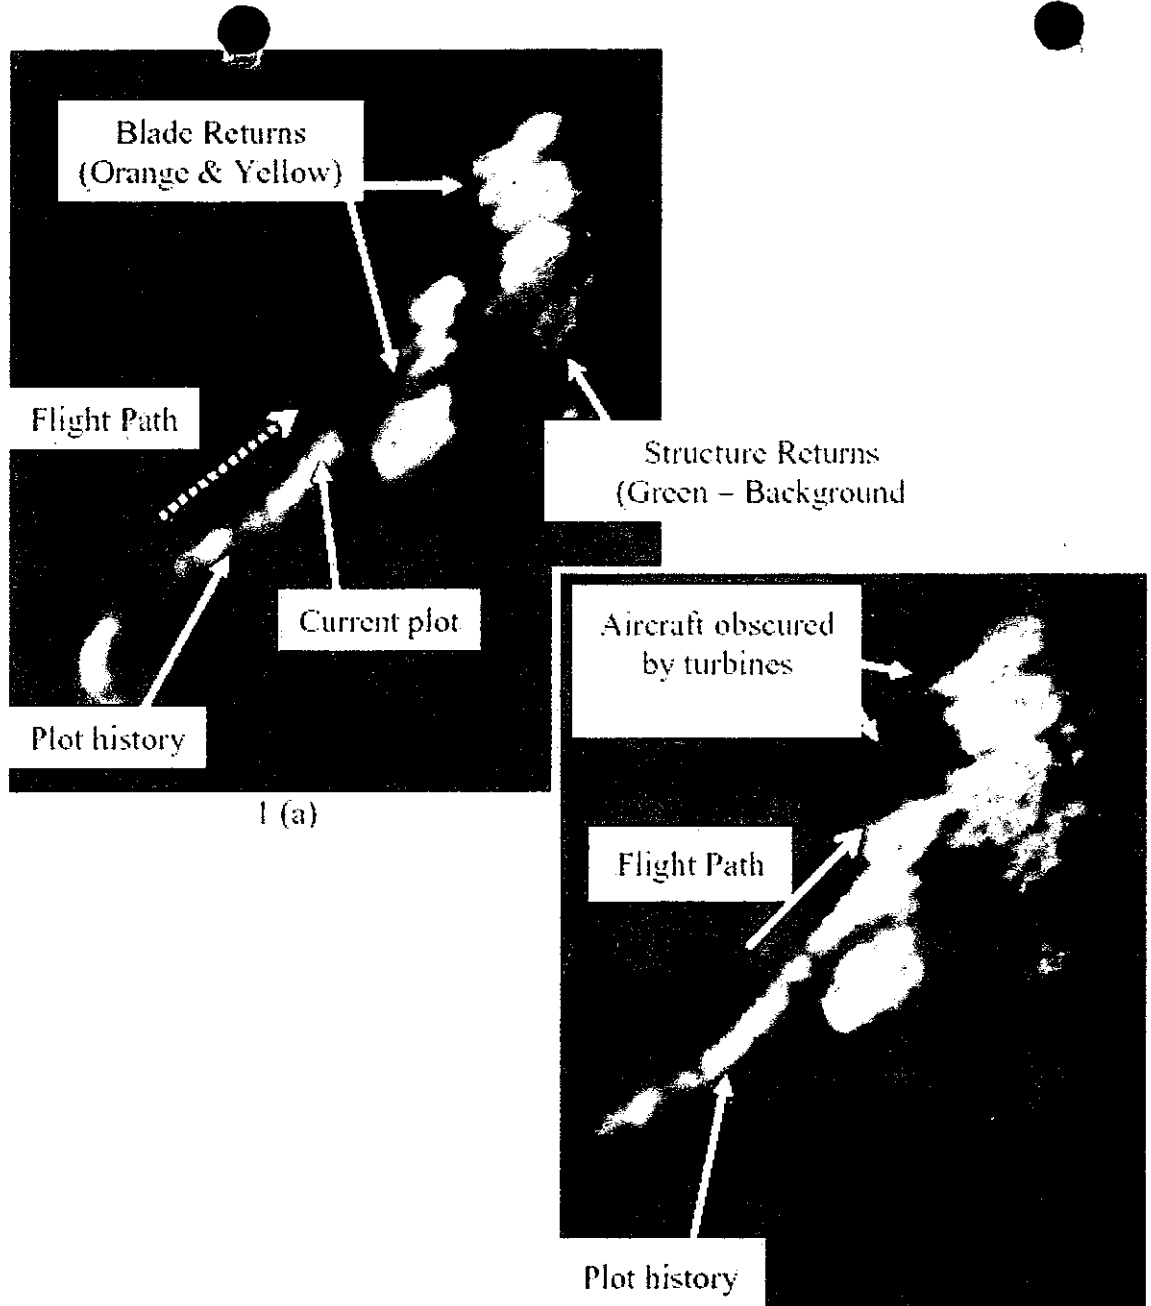 Blade Returns
(Orange & Yellow)
Flight Path
Structure Returns
(Green – Background
Current plot
Plot history
1 (a)
Aircraft obscured
by turbines
Flight Path
Plot history